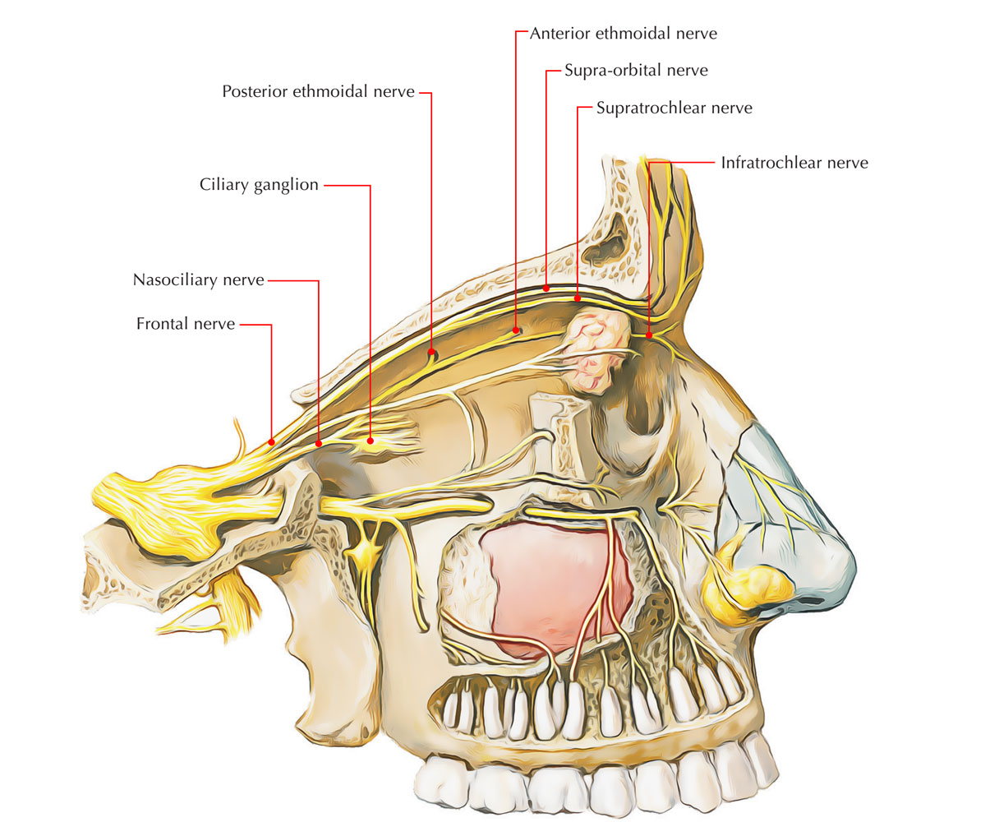 Anterior ethmoidal nerve
Supra-orbital nerve
Posterior ethmoidal nerve
Supratrochlear nerve
Infratrochlear nerve
Ciliary ganglion
Nasociliary nerve
Frontal nerve